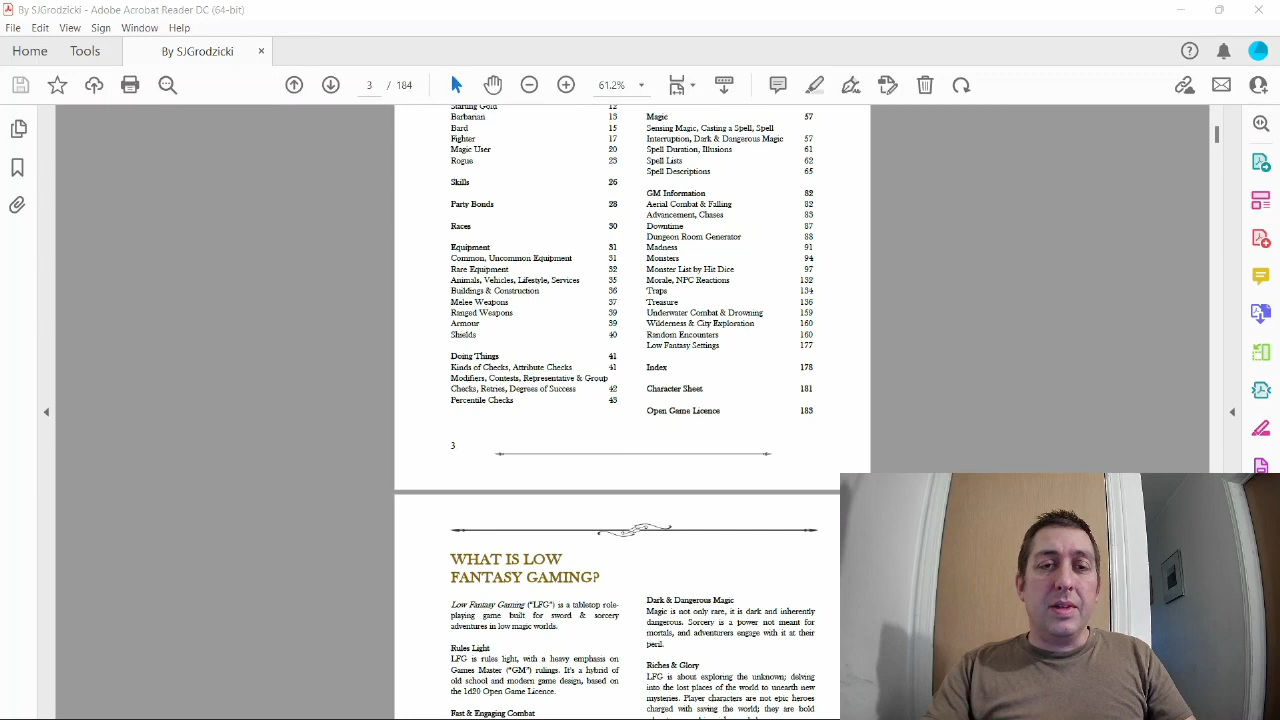 By SJGrodzicki - Adobe Acrobat Reader DC (64-bit)
File Edit View Sign Window Help
Home Tools By SJGrodzicki ×
3 / 184 61.2%
Starting Gold 12
Barbarian 13
Bard 15
Fighter 17
Magic User 20
Rogue 23
Skills 26
Party Bonds 28
Races 30
Equipment 31
Common, Uncommon Equipment 31
Rare Equipment 32
Animals, Vehicles, Lifestyle, Services 35
Buildings & Construction 36
Melee Weapons 37
Ranged Weapons 39
Armour 39
Shields 40
Doing Things 41
Kinds of Checks, Attribute Checks 41
Modifiers, Contests, Representative & Group
Checks, Retries, Degrees of Success 42
Percentile Checks 43
Magic 57
Sensing Magic, Casting a Spell, Spell
Interruption, Dark & Dangerous Magic 57
Spell Duration, Illusions 61
Spell Lists 62
Spell Descriptions 65
GM Information 82
Aerial Combat & Falling 82
Advancement, Chases 83
Downtime 87
Dungeon Room Generator 88
Madness 91
Monsters 94
Monster List by Hit Dice 97
Morale, NPC Reactions 132
Traps 134
Treasure 136
Underwater Combat & Drowning 159
Wilderness & City Exploration 160
Random Encounters 160
Low Fantasy Settings 177
Index 178
Character Sheet 181
Open Game Licence 183
3
WHAT IS LOW
FANTASY GAMING?
Low Fantasy Gaming ("LFG") is a tabletop role-
playing game built for sword & sorcery
adventures in low magic worlds.
Rules Light
LFG is rules light, with a heavy emphasis on
Games Master ("GM") rulings. It's a hybrid of
old school and modern game design, based on
the 1d20 Open Game Licence.
Fast & Engaging Combat
Dark & Dangerous Magic
Magic is not only rare, it is dark and inherently
dangerous. Sorcery is a power not meant for
mortals, and adventurers engage with it at their
peril.
Riches & Glory
LFG is about exploring the unknown; delving
into the lost places of the world to unearth new
mysteries. Player characters are not epic heroes
charged with saving the world; they are bold